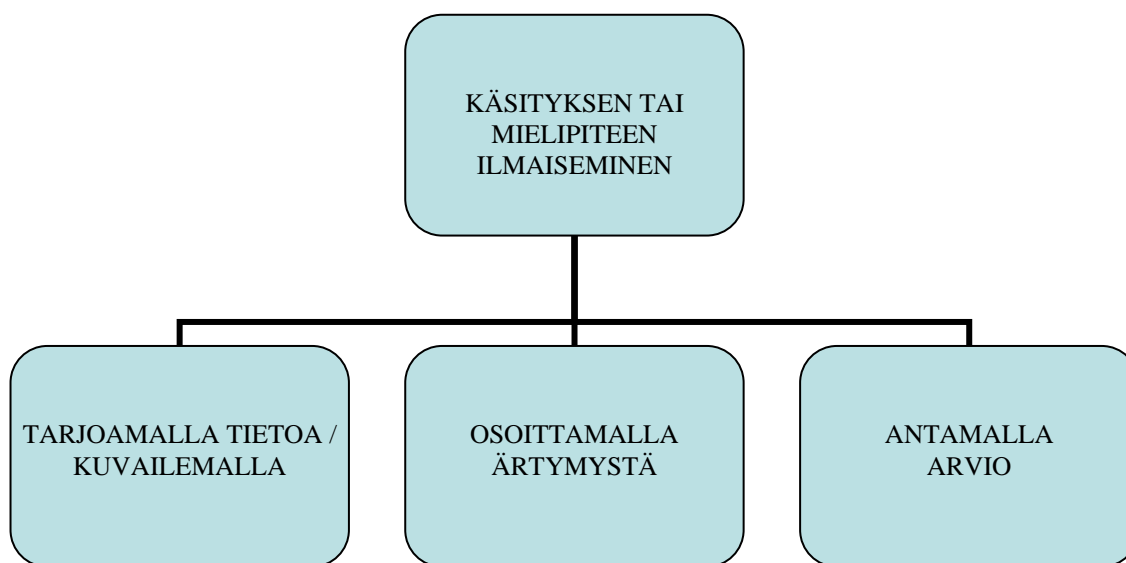 KÄSITYKSEN TAI
MIELIPITEEN
ILMAISEMINEN
TARJOAMALLA TIETOA /
KUVAILEMALLA
OSOITTAMALLA
ÄRTYMYSTÄ
ANTAMALLA
ARVIO